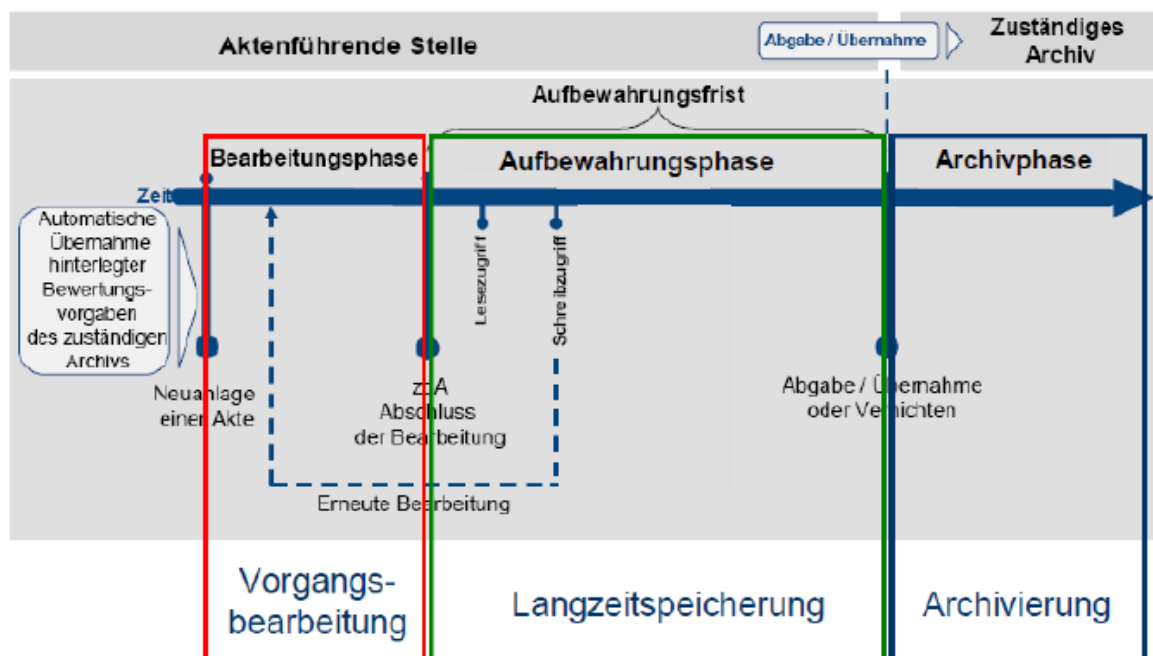 Aktenführende Stelle
Abgabe / Übernahme
Zuständiges
Archiv
Aufbewahrungsfrist
Bearbeitungsphase
Aufbewahrungsphase
Archivphase
Zeit
Automatische
Übernahme
hinterlegter
Bewertungs-
vorgaben
des zuständigen
Archivs
Lesezugriff
Schreibzugriff
Neuanlage
einer Akte
zdA
Abschluss
der Bearbeitung
Abgabe / Übernahme
oder Vernichten
Erneute Bearbeitung
Vorgangs-
bearbeitung
Langzeitspeicherung
Archivierung